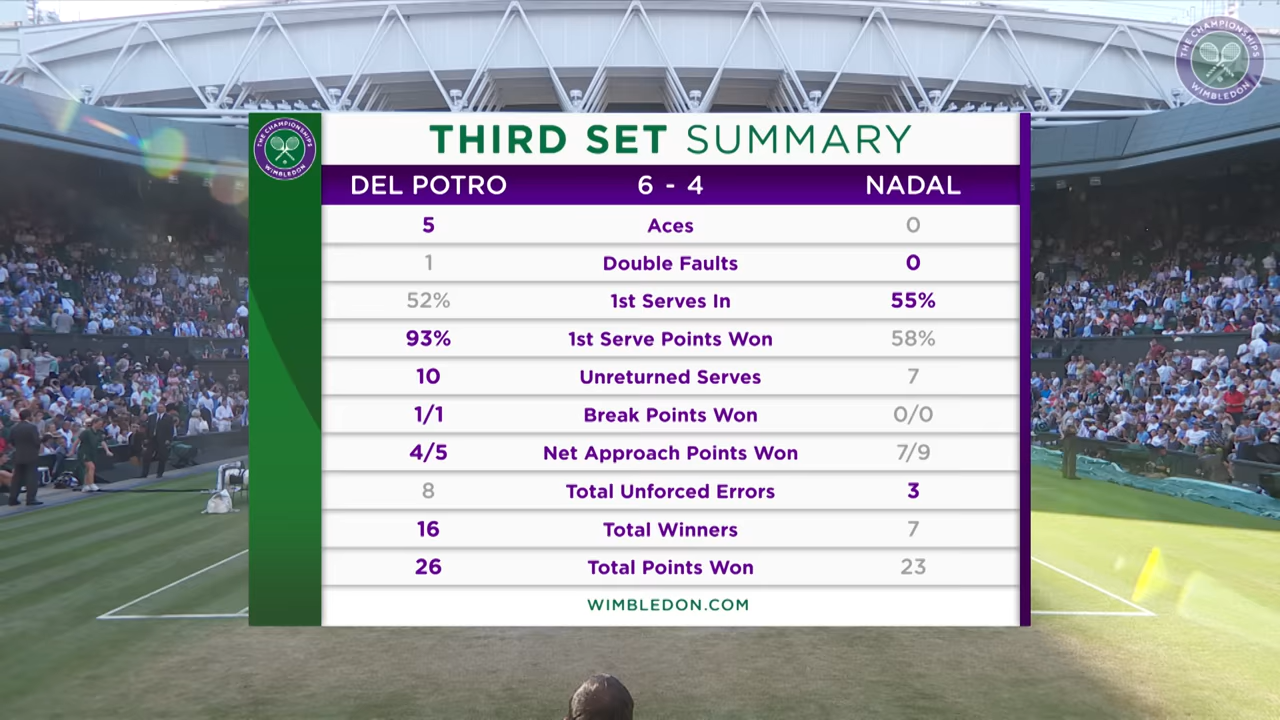 THE CHAMPIONSHIPS
WIMBLEDON
THE CHAMPIONSHIPS
WIMBLEDON
THIRD SET SUMMARY
DEL POTRO 6 - 4 NADAL
5 Aces 0
1 Double Faults 0
52% 1st Serves In 55%
93% 1st Serve Points Won 58%
10 Unreturned Serves 7
1/1 Break Points Won 0/0
4/5 Net Approach Points Won 7/9
8 Total Unforced Errors 3
16 Total Winners 7
26 Total Points Won 23
WIMBLEDON.COM